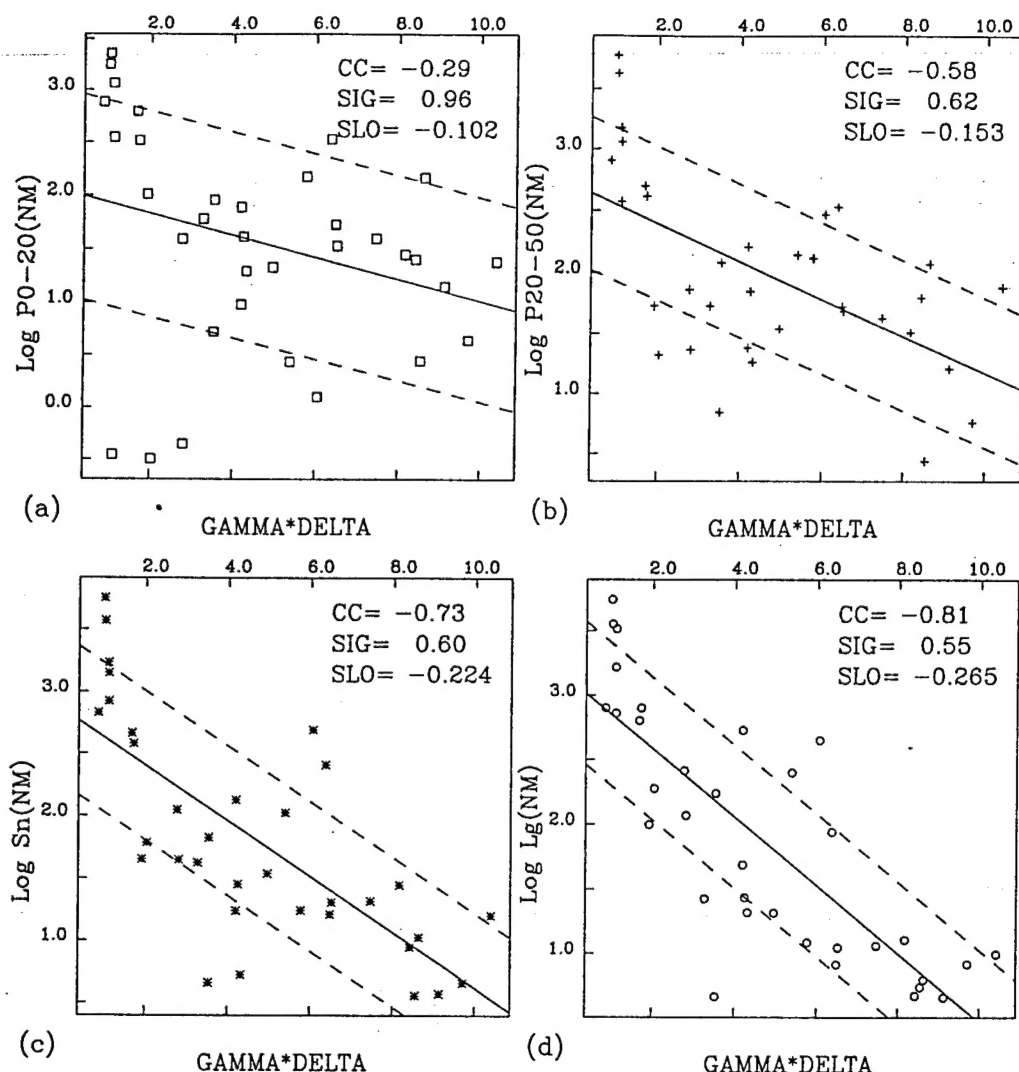 2.0 4.0 6.0 8.0 10.0
CC= -0.29
SIG= 0.96
SLO= -0.102
3.0
2.0
1.0
0.0
Log P0-20(NM)
(a)
GAMMA*DELTA
2.0 4.0 6.0 8.0 10.0
CC= -0.58
SIG= 0.62
SLO= -0.153
3.0
2.0
1.0
Log P20-50(NM)
(b)
GAMMA*DELTA
2.0 4.0 6.0 8.0 10.0
CC= -0.73
SIG= 0.60
SLO= -0.224
3.0
2.0
1.0
Log Sn(NM)
(c)
GAMMA*DELTA
2.0 4.0 6.0 8.0 10.0
CC= -0.81
SIG= 0.55
SLO= -0.265
3.0
2.0
1.0
Log Lg(NM)
(d)
GAMMA*DELTA